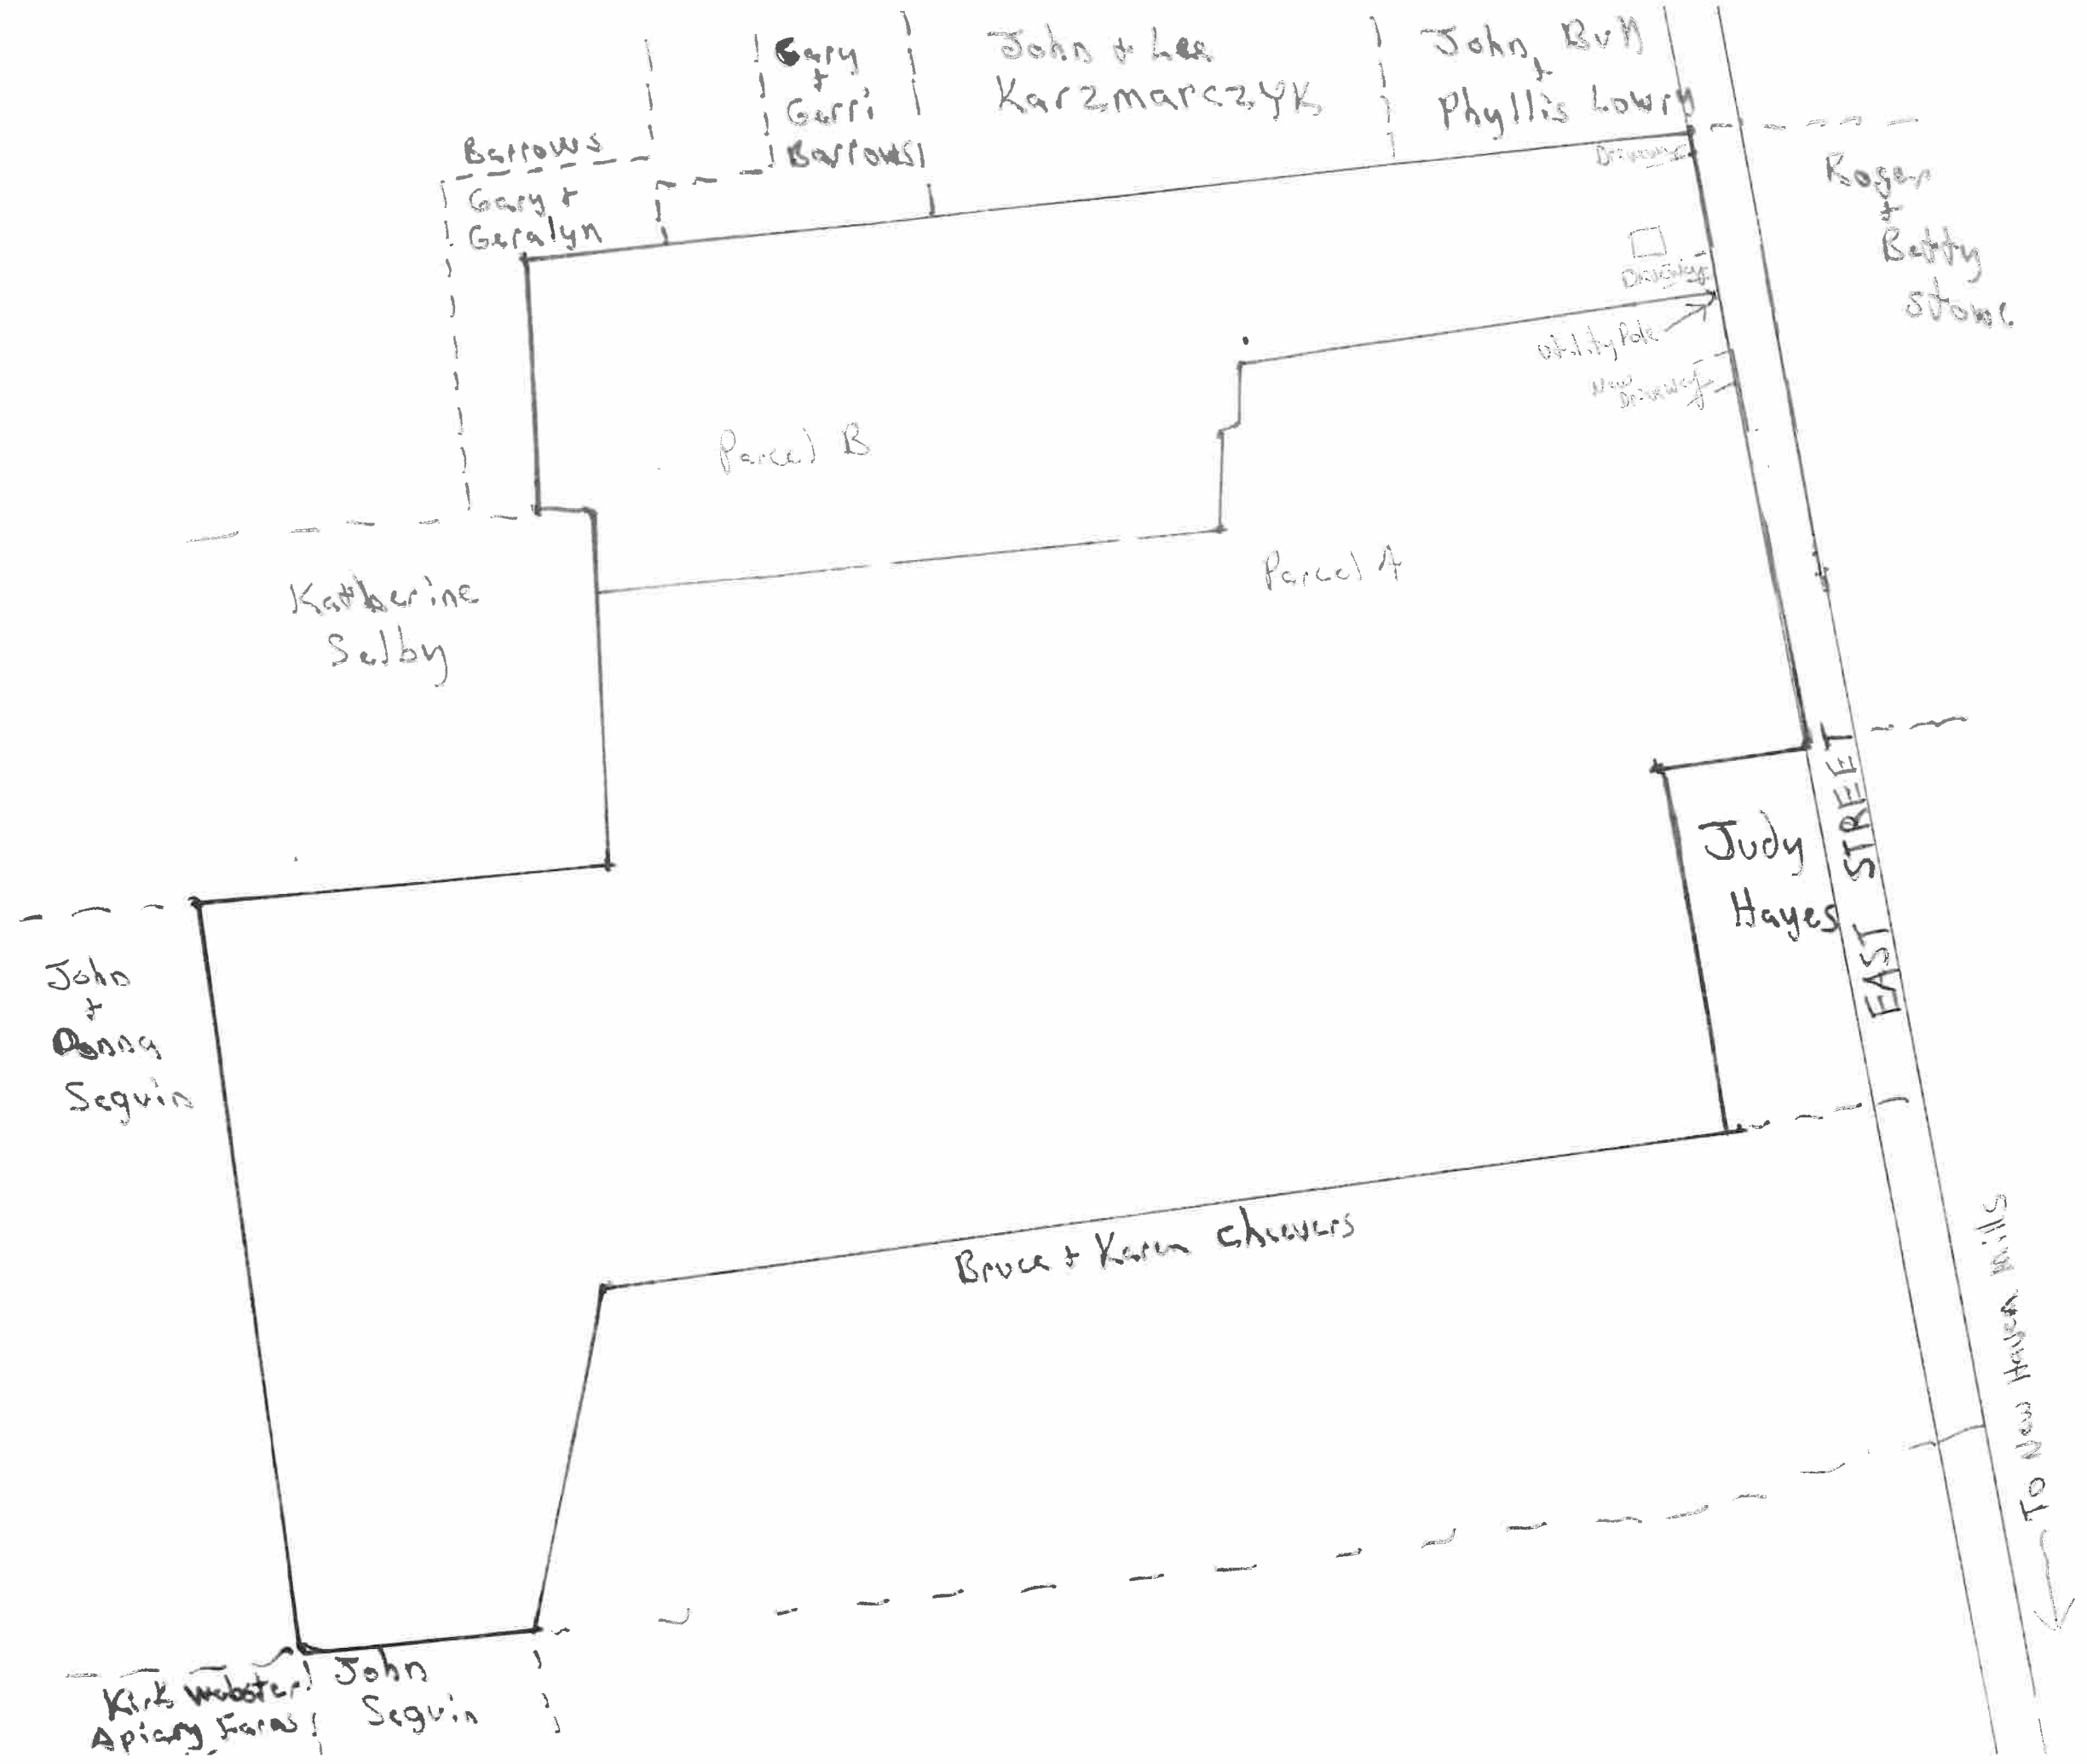 Gary
+
Gerri
Barrows
John + Lee
Karzmarczyk
John Bull
+
Phyllis Lowry
Barrows
Gary +
Geralyn
Driveway
Roger
+
Betty
Stone
Driveway
Utility Pole
New
Driveway
Parcel B
Parcel A
Katherine
Selby
Judy
Hayes
EAST STREET
John
+
Donna
Seguin
Bruce + Karen Cheevers
To New Haven Mills
Kirk Webster
Apiary Farms
John
Seguin